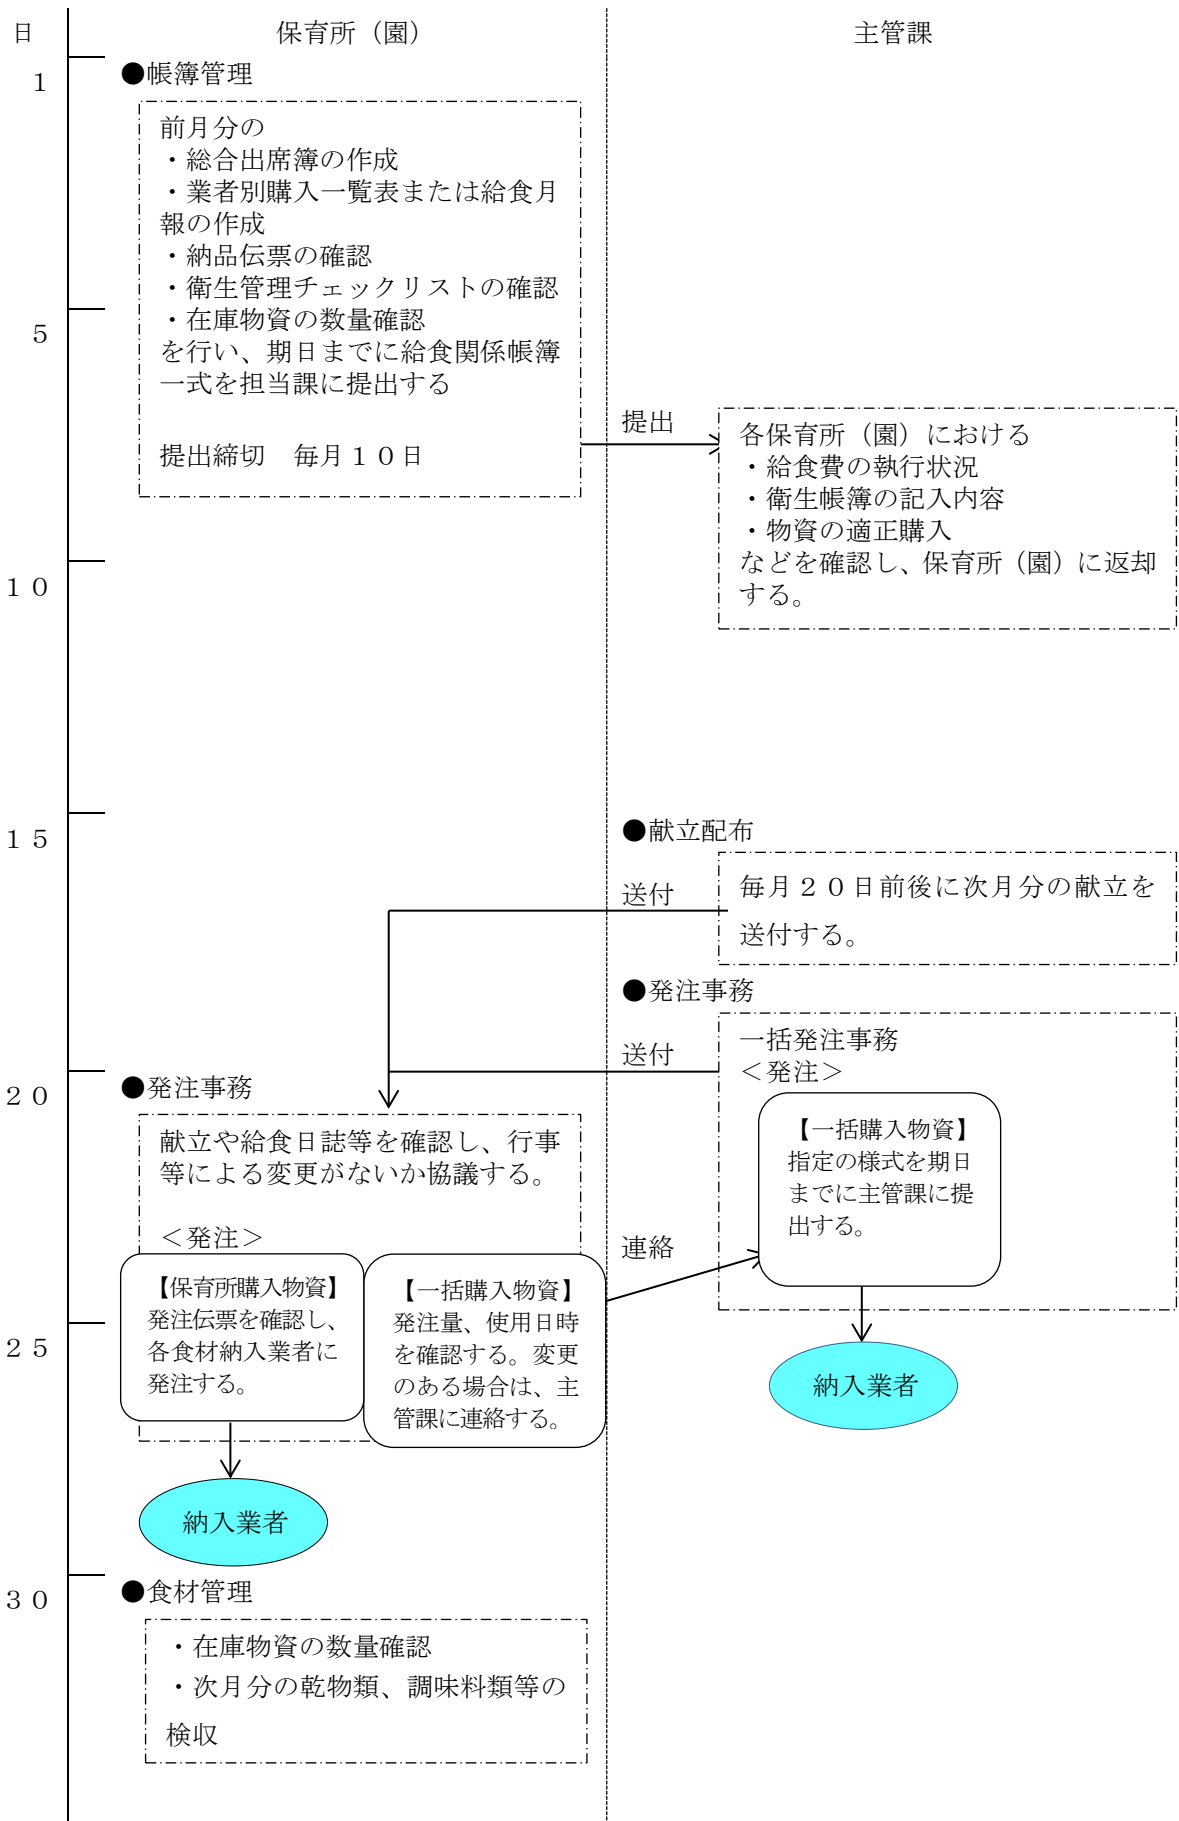 日
保育所（園）
主管課
１
●帳簿管理
前月分の
・総合出席簿の作成
・業者別購入一覧表または給食月
報の作成
・納品伝票の確認
・衛生管理チェックリストの確認
・在庫物資の数量確認
を行い、期日までに給食関係帳簿
一式を担当課に提出する
提出締切　毎月１０日
５
提出
各保育所（園）における
・給食費の執行状況
・衛生帳簿の記入内容
・物資の適正購入
などを確認し、保育所（園）に返却
する。
１０
１５
●献立配布
送付
毎月２０日前後に次月分の献立を
送付する。
●発注事務
送付
一括発注事務
＜発注＞
【一括購入物資】
指定の様式を期日
までに主管課に提
出する。
２０
●発注事務
献立や給食日誌等を確認し、行事
等による変更がないか協議する。
＜発注＞
【保育所購入物資】
発注伝票を確認し、
各食材納入業者に
発注する。
【一括購入物資】
発注量、使用日時
を確認する。変更
のある場合は、主
管課に連絡する。
連絡
２５
納入業者
納入業者
３０
●食材管理
・在庫物資の数量確認
・次月分の乾物類、調味料類等の
検収